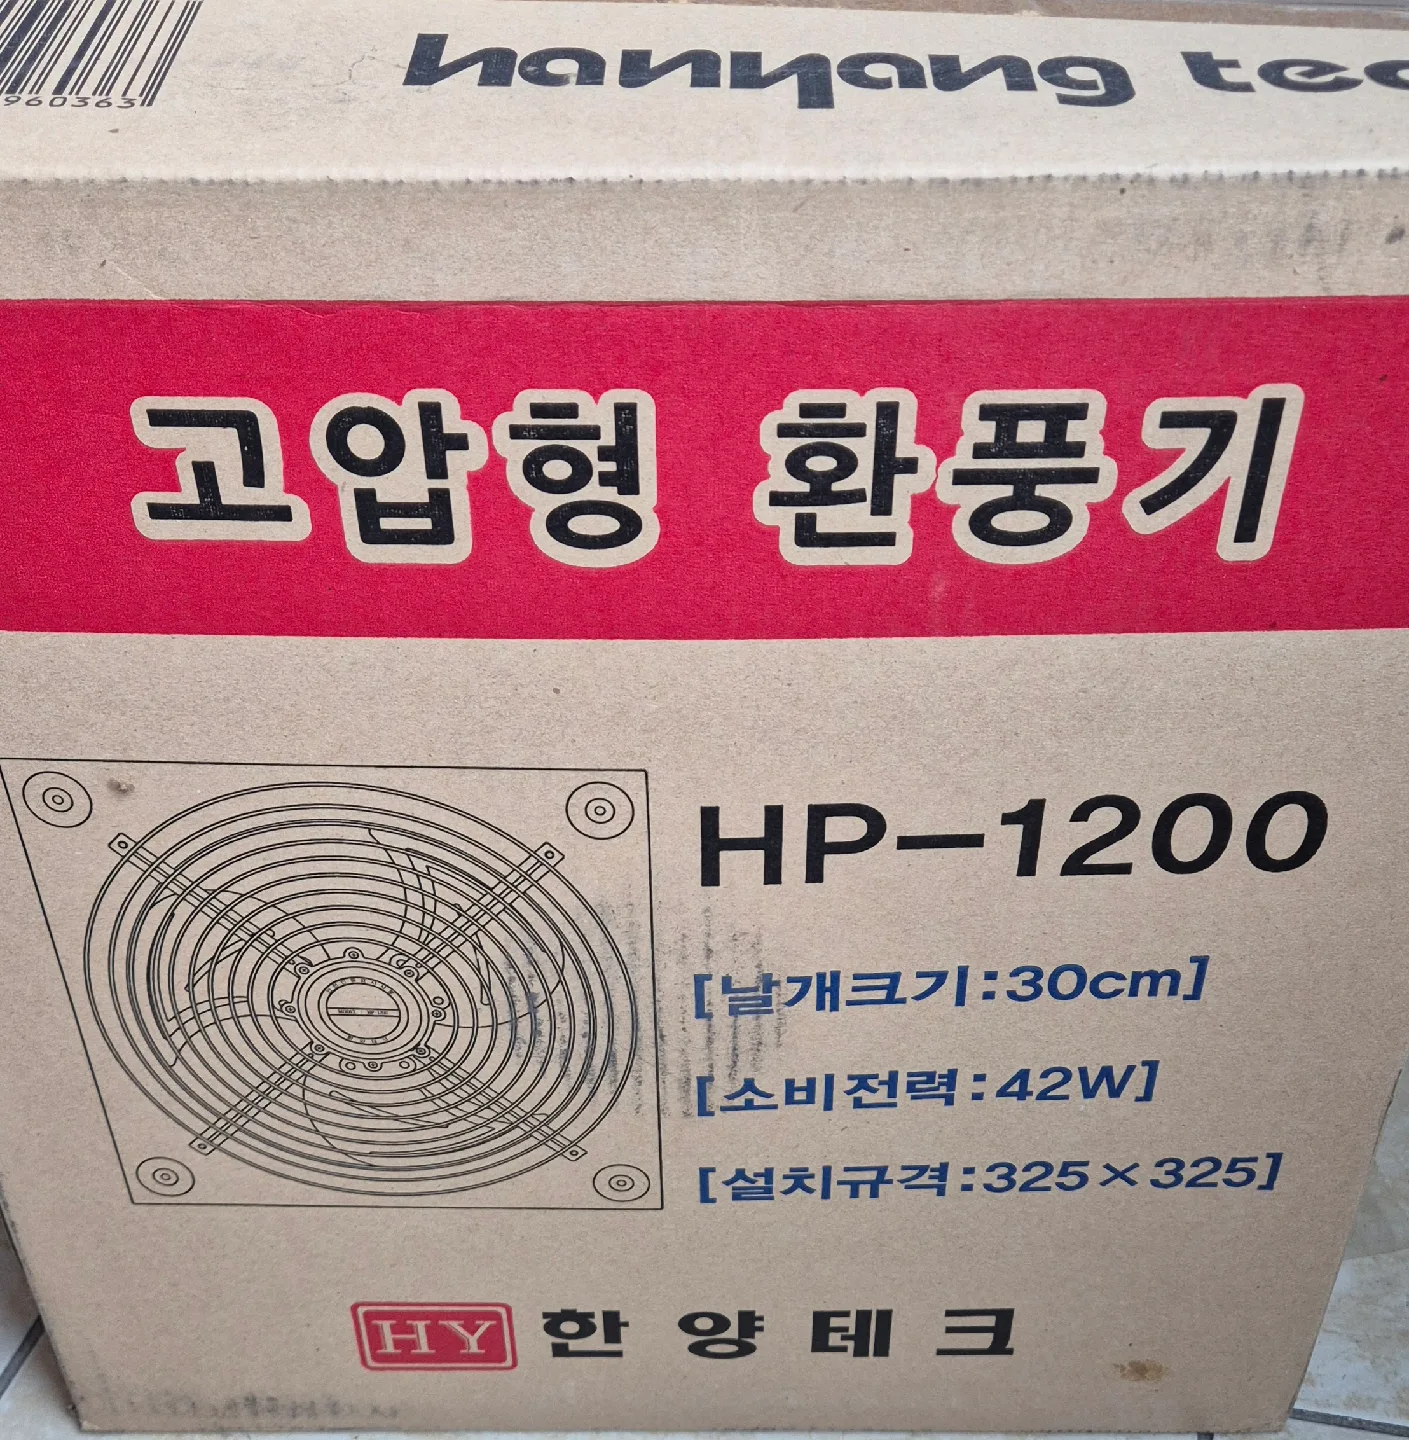 960363
hanyang tec
고압형 환풍기
HP-1200
[날개크기:30cm]
[소비전력:42W]
[설치규격:325×325]
HY 한양테크